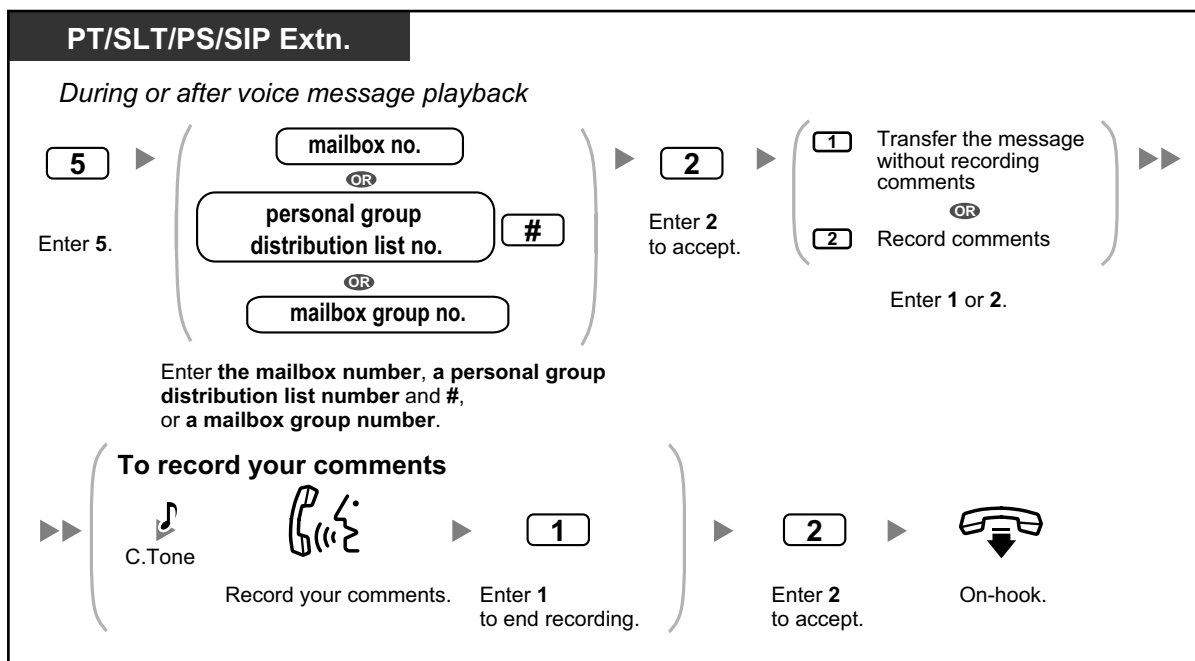 PT/SLT/PS/SIP Extn.
During or after voice message playback
5
Enter 5.
mailbox no.
OR
personal group
distribution list no.
#
OR
mailbox group no.
Enter the mailbox number, a personal group
distribution list number and #,
or a mailbox group number.
2
Enter 2
to accept.
1 Transfer the message
without recording
comments
OR
2 Record comments
Enter 1 or 2.
To record your comments
C.Tone
Record your comments.
1
Enter 1
to end recording.
2
Enter 2
to accept.
On-hook.